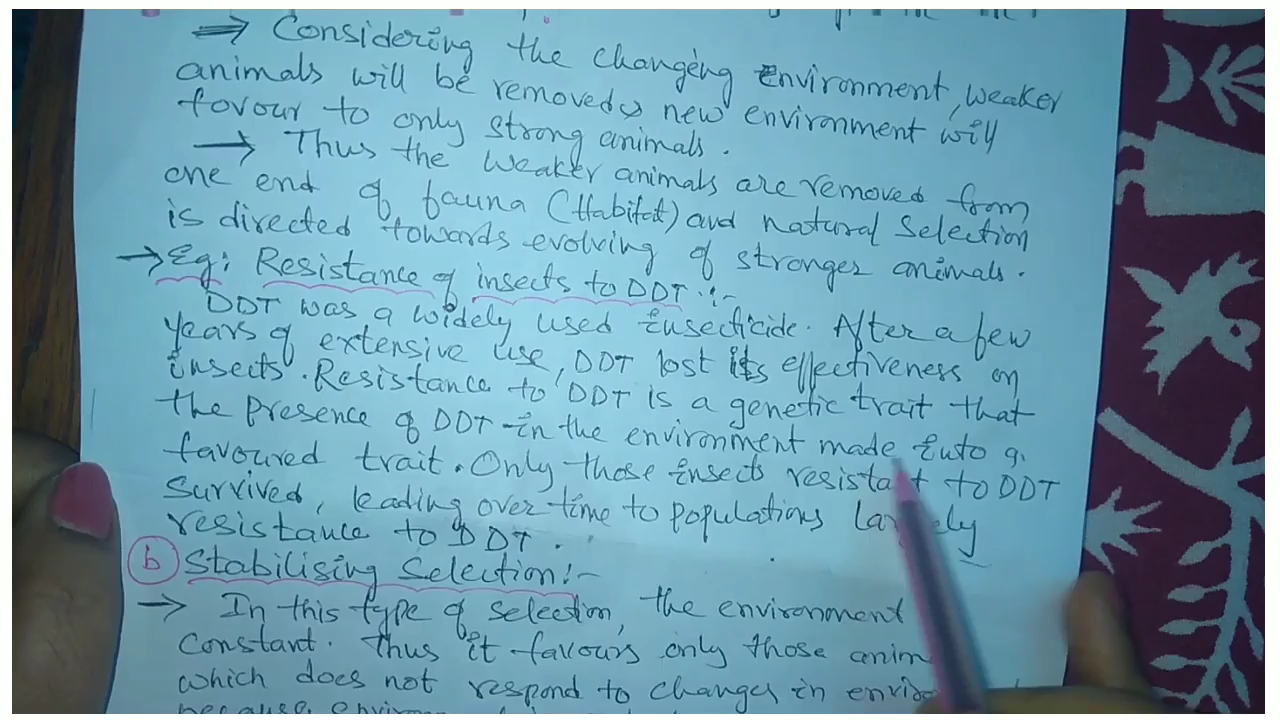 ⇒ Considering the changeng environment, weaker
animals will be removed & new environment will
favour to only strong animals.
→ Thus the weaker animals are removed from
one end of fauna (Habitat) and natural selection
is directed towards evolving of stronger animals.
→ Eg: Resistance of insects to DDT :-
DDT was a widely used insecticide. After a few
years of extensive use, DDT lost its effectiveness on
insects. Resistance to DDT is a genetic trait that
the presence of DDT in the environment made into a
favoured trait. Only those insects resistant to DDT
survived, leading over time to populations largely
resistance to DDT.
b Stabilising Selection:-
→ In this type of selection, the environment
constant. Thus it favours only those
which does not respond to changes in
because